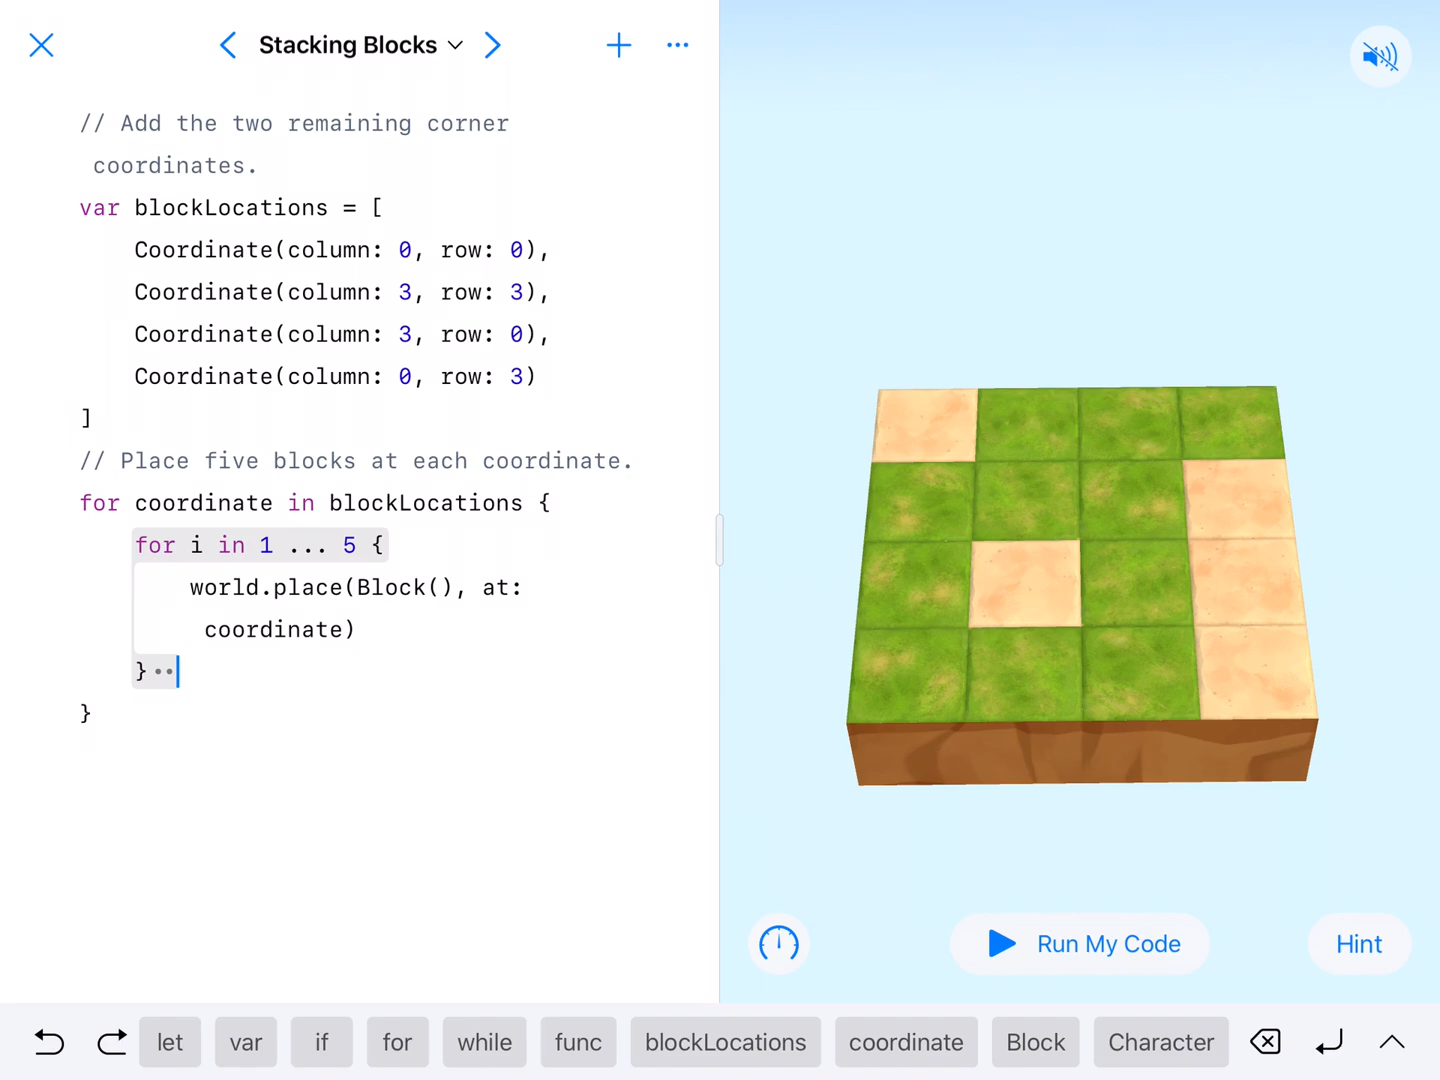 Stacking Blocks
// Add the two remaining corner
coordinates.
var blockLocations = [
Coordinate(column: 0, row: 0),
Coordinate(column: 3, row: 3),
Coordinate(column: 3, row: 0),
Coordinate(column: 0, row: 3)
]
// Place five blocks at each coordinate.
for coordinate in blockLocations {
for i in 1 ... 5 {
world.place(Block(), at:
coordinate)
}
}
Run My Code
Hint
let var if for while func blockLocations coordinate Block Character